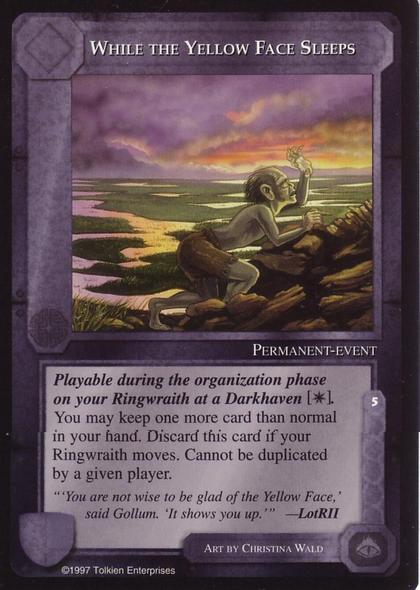 WHILE THE YELLOW FACE SLEEPS
PERMANENT-EVENT
Playable during the organization phase
on your Ringwraith at a Darkhaven [✶].
You may keep one more card than normal
in your hand. Discard this card if your
Ringwraith moves. Cannot be duplicated
by a given player.
“‘You are not wise to be glad of the Yellow Face,’
said Gollum. ‘It shows you up.’” —LotRII
5
ART BY CHRISTINA WALD
©1997 Tolkien Enterprises